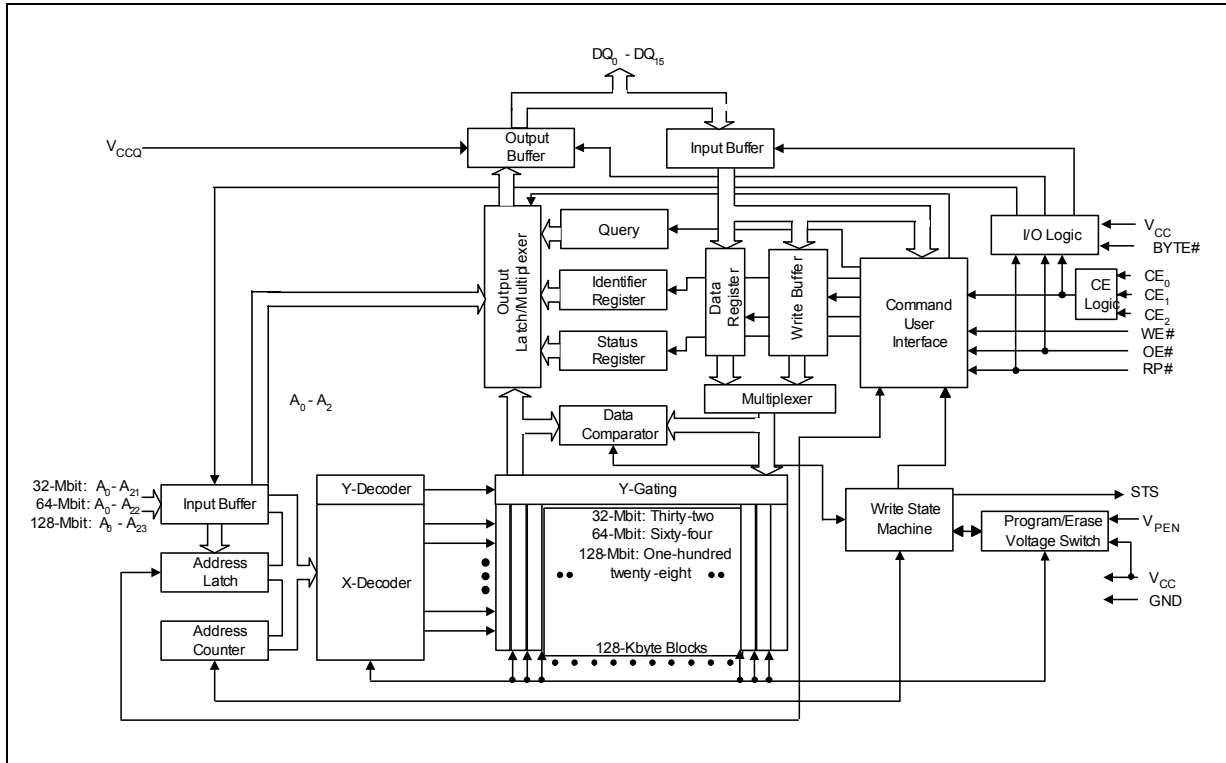 DQ0 - DQ15
Output
Buffer
Input Buffer
VCCQ
Output
Latch/Multiplexer
Query
Identifier
Register
Status
Register
Data
Register
Write Buffer
Command
User
Interface
I/O Logic
VCC
BYTE#
CE
Logic
CE0
CE1
CE2
WE#
OE#
RP#
Multiplexer
A0 - A2
Data
Comparator
32-Mbit: A0 - A21
64-Mbit: A0 - A22
128-Mbit: A0 - A23
Input Buffer
Address
Latch
Address
Counter
Y-Decoder
X-Decoder
Y-Gating
32-Mbit: Thirty-two
64-Mbit: Sixty-four
128-Mbit: One-hundred
twenty-eight
128-Kbyte Blocks
Write State
Machine
Program/Erase
Voltage Switch
STS
VPEN
VCC
GND